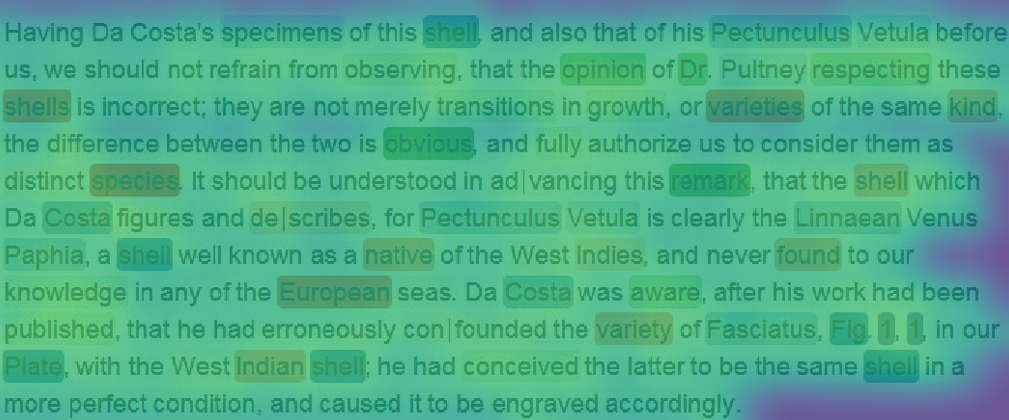 Having Da Costa's specimens of this shell, and also that of his Pectunculus Vetula before
us, we should not refrain from observing, that the opinion of Dr. Pultney respecting these
shells is incorrect; they are not merely transitions in growth, or varieties of the same kind,
the difference between the two is obvious, and fully authorize us to consider them as
distinct species. It should be understood in ad|vancing this remark, that the shell which
Da Costa figures and de|scribes, for Pectunculus Vetula is clearly the Linnaean Venus
Paphia, a shell well known as a native of the West Indies, and never found to our
knowledge in any of the European seas. Da Costa was aware, after his work had been
published, that he had erroneously con|founded the variety of Fasciatus, Fig. 1, 1, in our
Plate, with the West Indian shell; he had conceived the latter to be the same shell in a
more perfect condition, and caused it to be engraved accordingly.